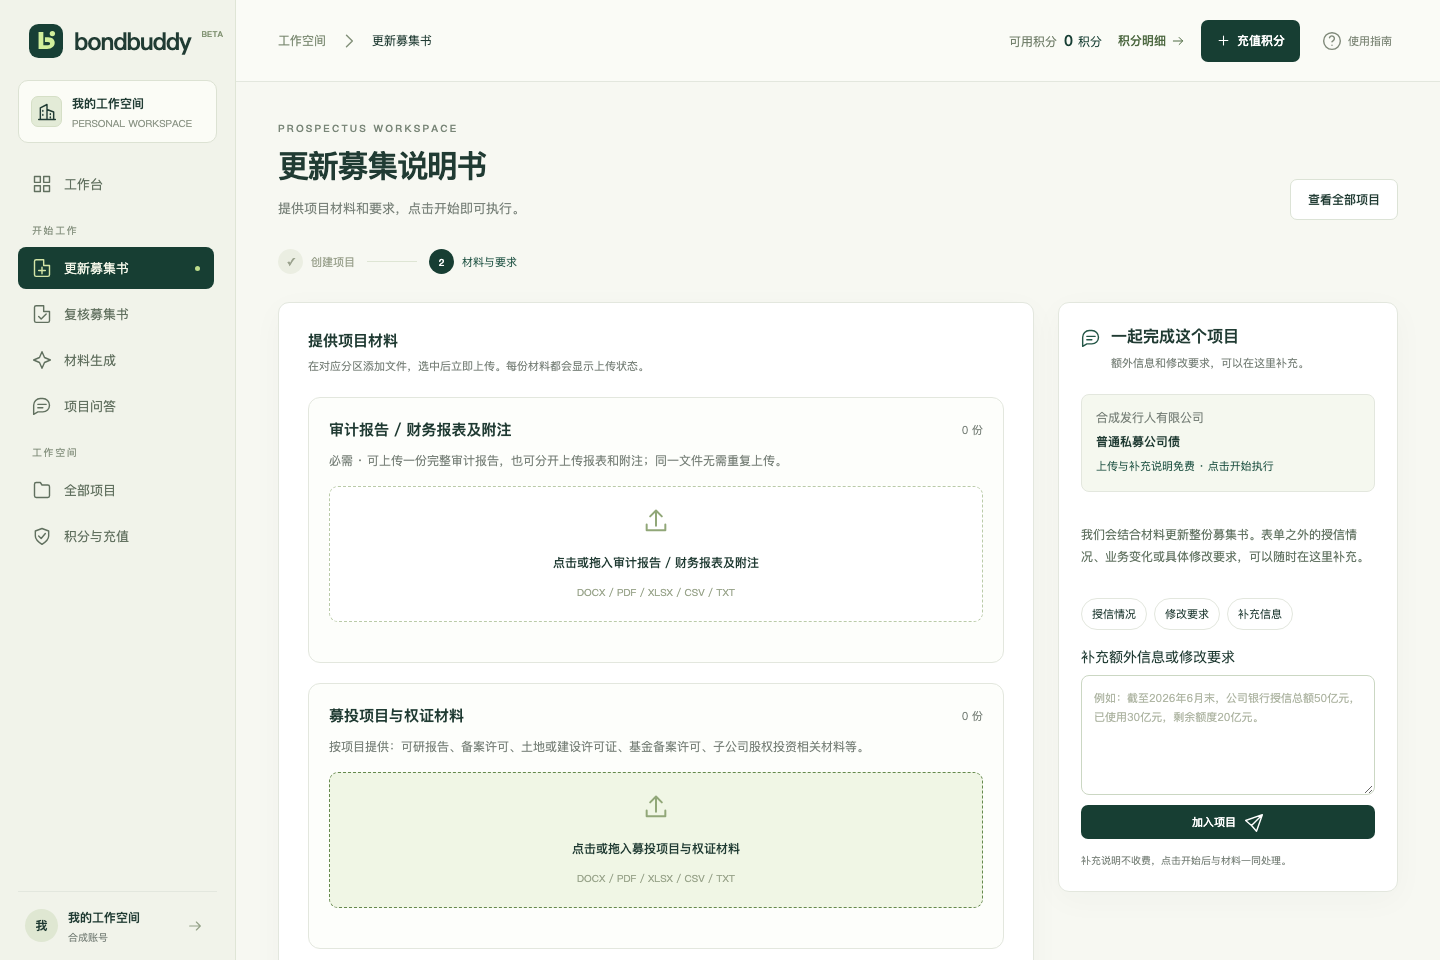 bondbuddy BETA
我的工作空间
PERSONAL WORKSPACE
工作台
开始工作
更新募集书
复核募集书
材料生成
项目问答
工作空间
全部项目
积分与充值
我 我的工作空间
合成账号
工作空间 更新募集书
可用积分 0 积分 积分明细 → + 充值积分 ? 使用指南
PROSPECTUS WORKSPACE
更新募集说明书
提供项目材料和要求，点击开始即可执行。
查看全部项目
✓ 创建项目 2 材料与要求
提供项目材料
在对应分区添加文件，选中后立即上传。每份材料都会显示上传状态。
审计报告 / 财务报表及附注 0 份
必需 · 可上传一份完整审计报告，也可分开上传报表和附注；同一文件无需重复上传。
点击或拖入审计报告 / 财务报表及附注
DOCX / PDF / XLSX / CSV / TXT
募投项目与权证材料 0 份
按项目提供：可研报告、备案许可、土地或建设许可证、基金备案许可、子公司股权投资相关材料等。
点击或拖入募投项目与权证材料
DOCX / PDF / XLSX / CSV / TXT
一起完成这个项目
额外信息和修改要求，可以在这里补充。
合成发行人有限公司
普通私募公司债
上传与补充说明免费 · 点击开始执行
我们会结合材料更新整份募集书。表单之外的授信情
况、业务变化或具体修改要求，可以随时在这里补充。
授信情况 修改要求 补充信息
补充额外信息或修改要求
例如：截至2026年6月末，公司银行授信总额50亿元，
已使用30亿元，剩余额度20亿元。
加入项目
补充说明不收费，点击开始后与材料一同处理。